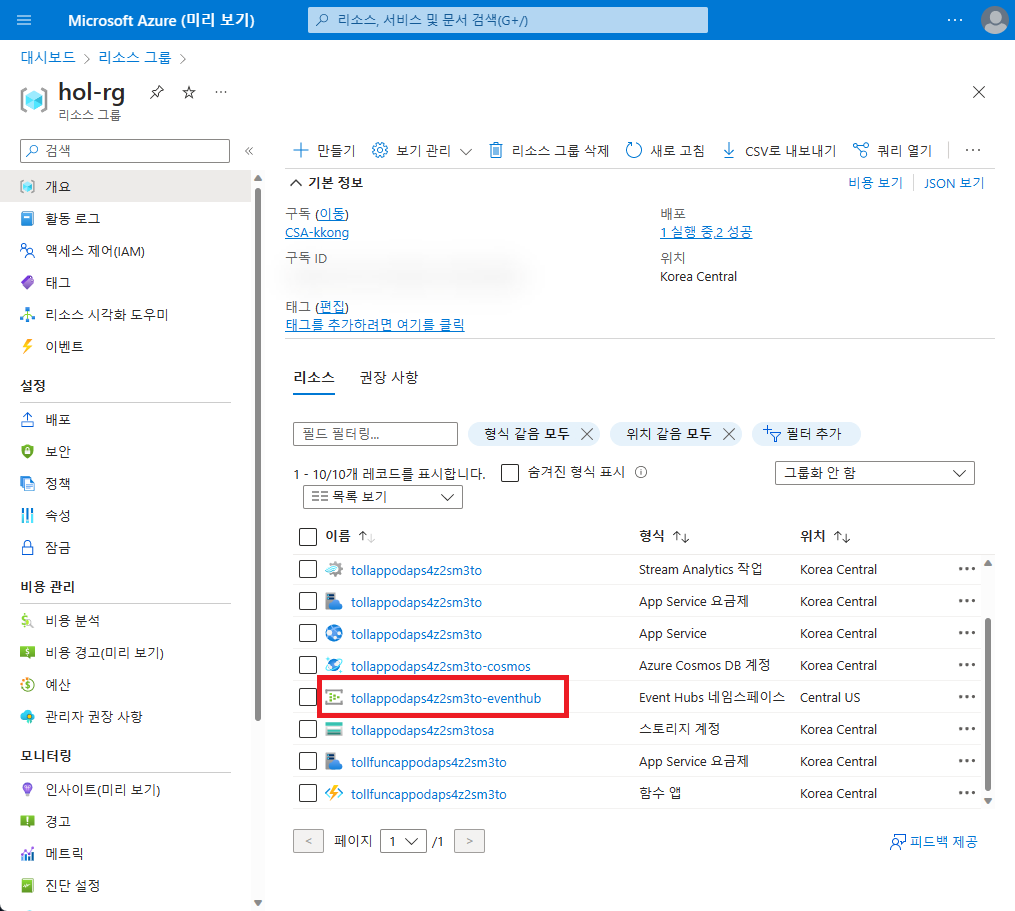 Microsoft Azure (미리 보기)
리소스, 서비스 및 문서 검색(G+/)
대시보드 > 리소스 그룹 >
hol-rg
리소스 그룹
검색
개요
활동 로그
액세스 제어(IAM)
태그
리소스 시각화 도우미
이벤트
설정
배포
보안
정책
속성
잠금
비용 관리
비용 분석
비용 경고(미리 보기)
예산
관리자 권장 사항
모니터링
인사이트(미리 보기)
경고
메트릭
진단 설정
만들기 보기 관리 리소스 그룹 삭제 새로 고침 CSV로 내보내기 쿼리 열기
기본 정보 비용 보기 JSON 보기
구독 (이동)
CSA-kkong
구독 ID
배포
1 실행 중,2 성공
위치
Korea Central
태그 (편집)
태그를 추가하려면 여기를 클릭
리소스 권장 사항
필드 필터링... 형식 같음 모두 위치 같음 모두 필터 추가
1 - 10/10개 레코드를 표시합니다. 숨겨진 형식 표시 그룹화 안 함
목록 보기
이름 형식 위치
tollappodaps4z2sm3to Stream Analytics 작업 Korea Central
tollappodaps4z2sm3to App Service 요금제 Korea Central
tollappodaps4z2sm3to App Service Korea Central
tollappodaps4z2sm3to-cosmos Azure Cosmos DB 계정 Korea Central
tollappodaps4z2sm3to-eventhub Event Hubs 네임스페이스 Central US
tollappodaps4z2sm3tosa 스토리지 계정 Korea Central
tollfuncappodaps4z2sm3to App Service 요금제 Korea Central
tollfuncappodaps4z2sm3to 함수 앱 Korea Central
< 페이지 1 /1 >
피드백 제공